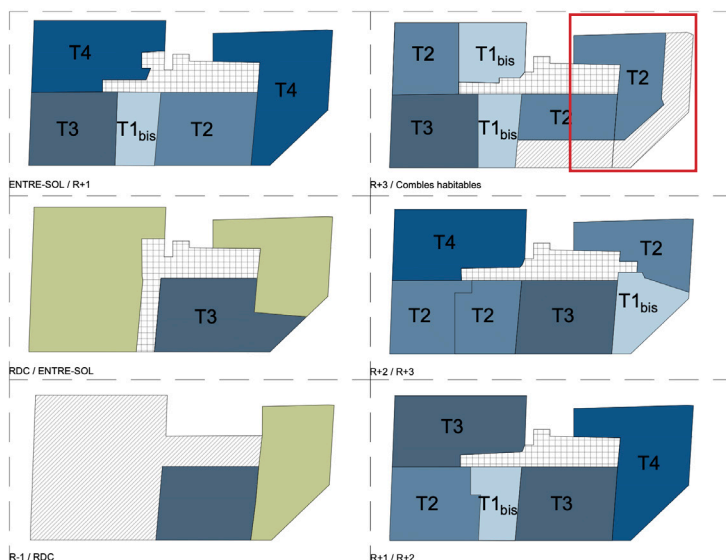 T4
T4
T3
T1bis
T2
ENTRE-SOL / R+1
T2
T1bis
T2
T3
T1bis
T2
R+3 / Combles habitables
T3
RDC / ENTRE-SOL
T4
T2
T2
T2
T3
T1bis
R+2 / R+3
R-1 / RDC
T3
T4
T2
T1bis
T3
R+1 / R+2